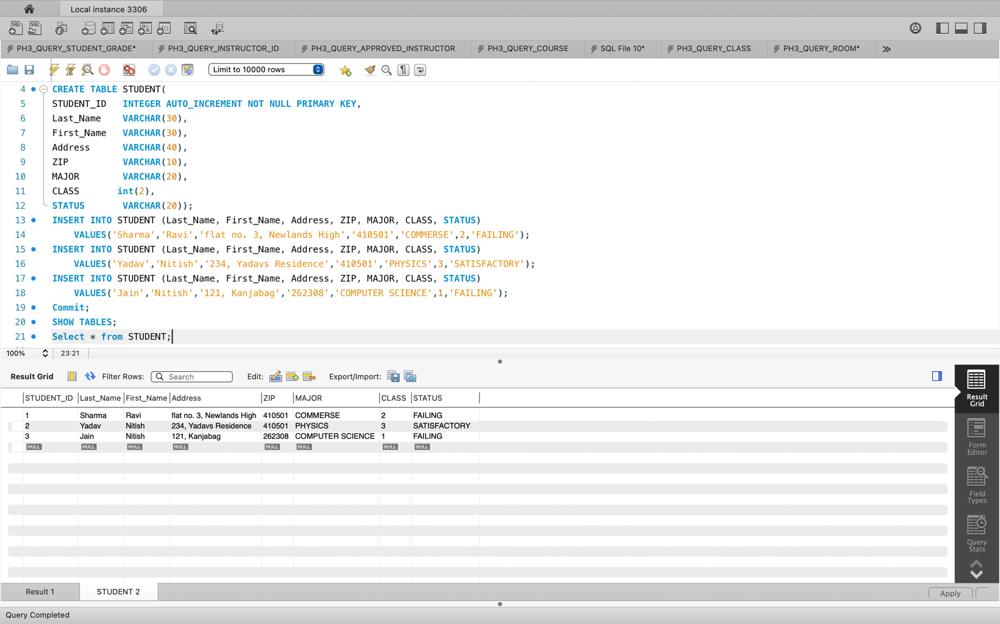 Local instance 3306
PH3_QUERY_STUDENT_GRADE* PH3_QUERY_INSTRUCTOR_ID PH3_QUERY_APPROVED_INSTRUCTOR PH3_QUERY_COURSE SQL File 10* PH3_QUERY_CLASS PH3_QUERY_ROOM*
Limit to 10000 rows
4 CREATE TABLE STUDENT(
5 STUDENT_ID INTEGER AUTO_INCREMENT NOT NULL PRIMARY KEY,
6 Last_Name VARCHAR(30),
7 First_Name VARCHAR(30),
8 Address VARCHAR(40),
9 ZIP VARCHAR(10),
10 MAJOR VARCHAR(20),
11 CLASS int(2),
12 STATUS VARCHAR(20));
13 INSERT INTO STUDENT (Last_Name, First_Name, Address, ZIP, MAJOR, CLASS, STATUS)
14 VALUES('Sharma','Ravi','flat no. 3, Newlands High','410501','COMMERSE',2,'FAILING');
15 INSERT INTO STUDENT (Last_Name, First_Name, Address, ZIP, MAJOR, CLASS, STATUS)
16 VALUES('Yadav','Nitish','234, Yadavs Residence','410501','PHYSICS',3,'SATISFACTORY');
17 INSERT INTO STUDENT (Last_Name, First_Name, Address, ZIP, MAJOR, CLASS, STATUS)
18 VALUES('Jain','Nitish','121, Kanjabag','262308','COMPUTER SCIENCE',1,'FAILING');
19 Commit;
20 SHOW TABLES;
21 Select * from STUDENT;
100% 23:21
Result Grid Filter Rows: Search Edit: Export/Import:
STUDENT_ID Last_Name First_Name Address ZIP MAJOR CLASS STATUS
1 Sharma Ravi flat no. 3, Newlands High 410501 COMMERSE 2 FAILING
2 Yadav Nitish 234, Yadavs Residence 410501 PHYSICS 3 SATISFACTORY
3 Jain Nitish 121, Kanjabag 262308 COMPUTER SCIENCE 1 FAILING
NULL NULL NULL NULL NULL NULL NULL NULL
Result
Grid
Form
Editor
Field
Types
Query
Stats
Result 1 STUDENT 2 Apply
Query Completed